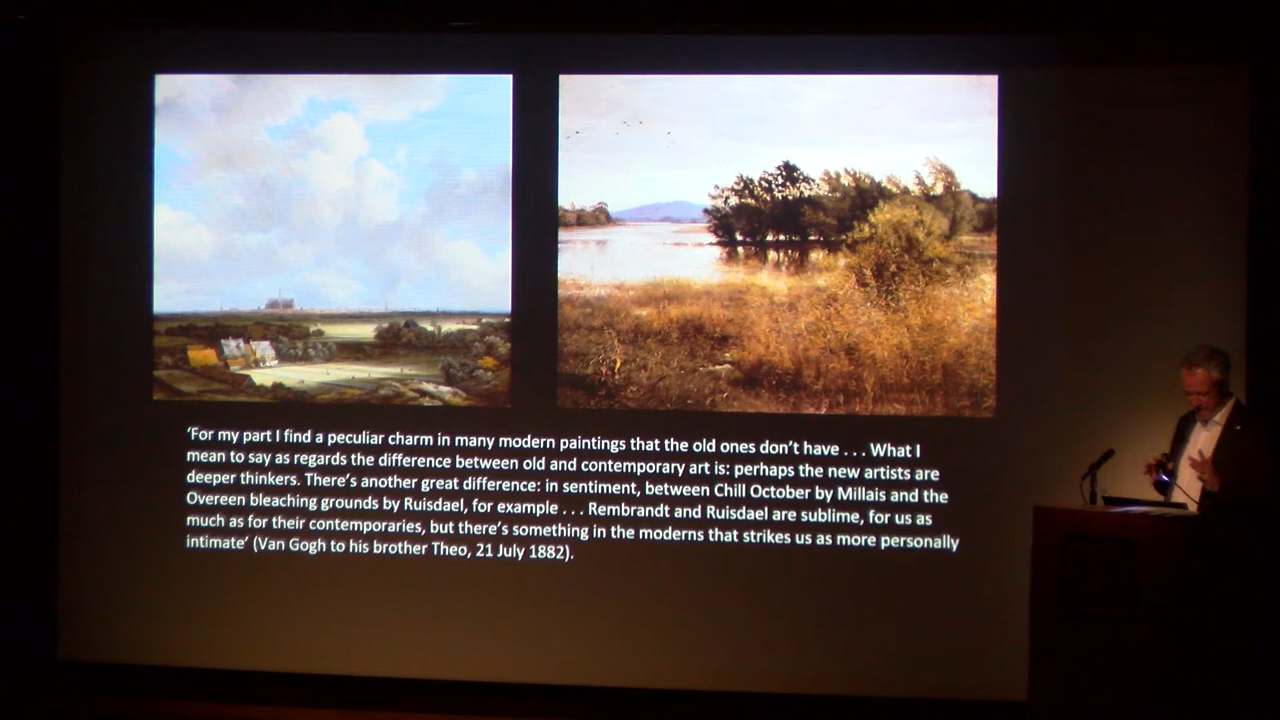 ‘For my part I find a peculiar charm in many modern paintings that the old ones don’t have . . . What I
mean to say as regards the difference between old and contemporary art is: perhaps the new artists are
deeper thinkers. There’s another great difference: in sentiment, between Chill October by Millais and the
Overeen bleaching grounds by Ruisdael, for example . . . Rembrandt and Ruisdael are sublime, for us as
much as for their contemporaries, but there’s something in the moderns that strikes us as more personally
intimate’ (Van Gogh to his brother Theo, 21 July 1882).